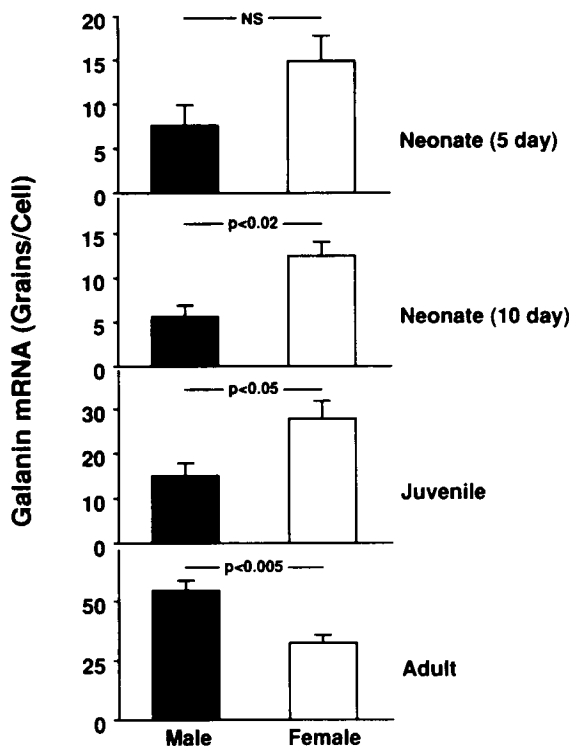 Galanin mRNA (Grains/Cell)
20
15
10
5
0
NS
Neonate (5 day)
15
10
5
0
p<0.02
Neonate (10 day)
30
20
10
0
p<0.05
Juvenile
50
25
0
p<0.005
Adult
Male Female